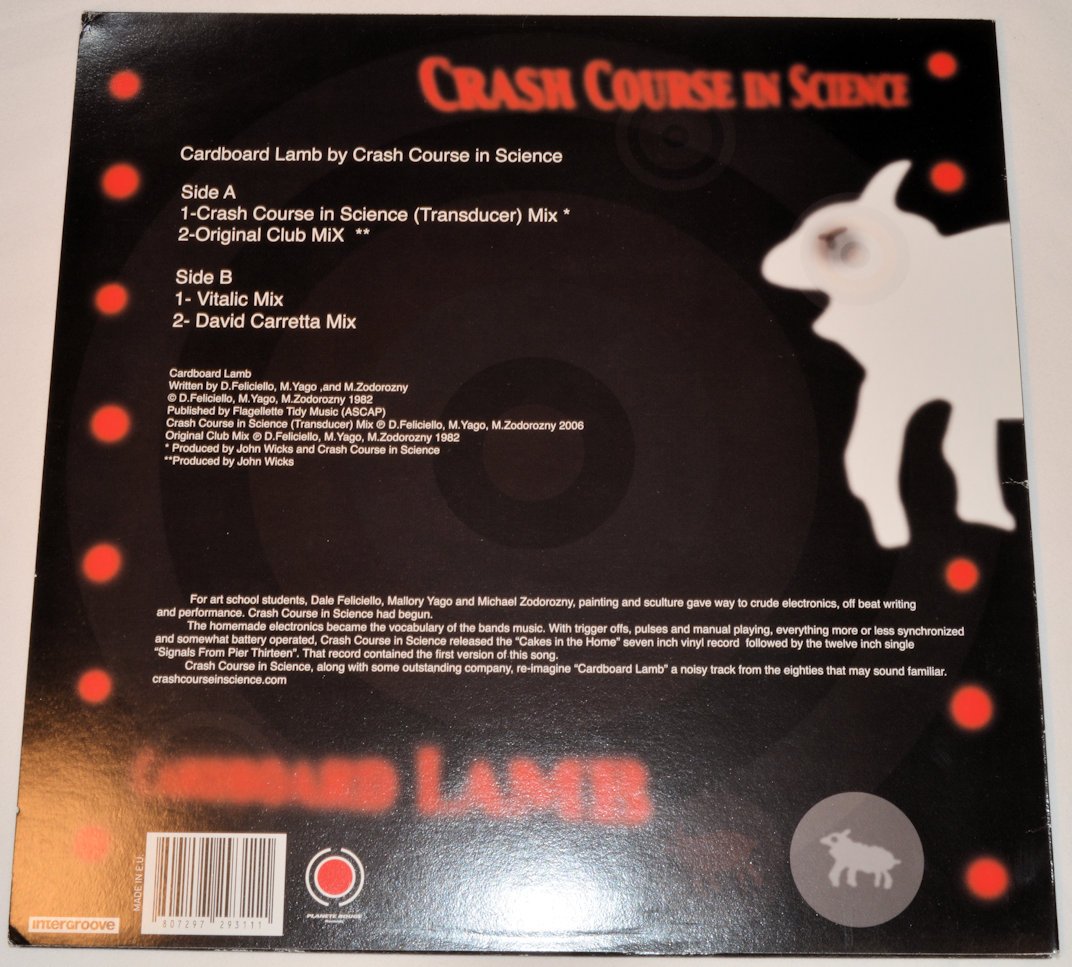 CRASH COURSE IN SCIENCE
Cardboard Lamb by Crash Course in Science
Side A
1-Crash Course in Science (Transducer) Mix *
2-Original Club MiX **
Side B
1- Vitalic Mix
2- David Carretta Mix
Cardboard Lamb
Written by D.Feliciello, M.Yago ,and M.Zodorozny
© D.Feliciello, M.Yago, M.Zodorozny 1982
Published by Flagellette Tidy Music (ASCAP)
Crash Course in Science (Transducer) Mix ℗ D.Feliciello, M.Yago, M.Zodorozny 2006
Original Club Mix ℗ D.Feliciello, M.Yago, M.Zodorozny 1982
* Produced by John Wicks and Crash Course in Science
**Produced by John Wicks
For art school students, Dale Feliciello, Mallory Yago and Michael Zodorozny, painting and sculture gave way to crude electronics, off beat writing
and performance. Crash Course in Science had begun.
The homemade electronics became the vocabulary of the bands music. With trigger offs, pulses and manual playing, everything more or less synchronized
and somewhat battery operated, Crash Course in Science released the "Cakes in the Home" seven inch vinyl record followed by the twelve inch single
"Signals From Pier Thirteen". That record contained the first version of this song.
Crash Course in Science, along with some outstanding company, re-imagine "Cardboard Lamb" a noisy track from the eighties that may sound familiar.
crashcourseinscience.com
CARDBOARD LAMB
MADE IN E.U.
807297 293111
PLANETE ROUGE
Records
intergroove